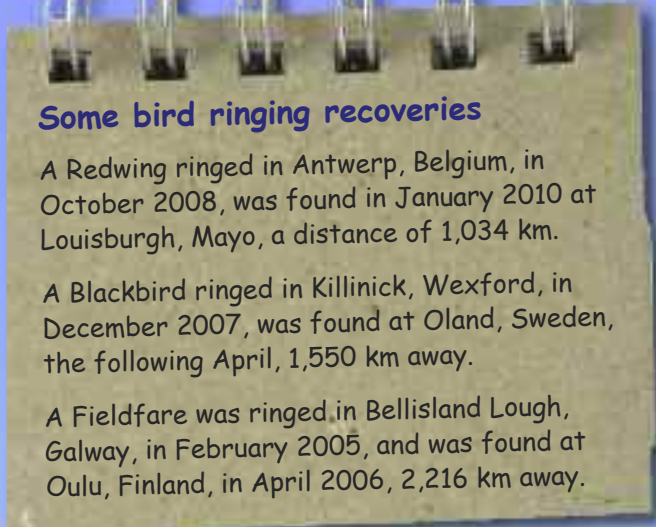 Some bird ringing recoveries
A Redwing ringed in Antwerp, Belgium, in
October 2008, was found in January 2010 at
Louisburgh, Mayo, a distance of 1,034 km.
A Blackbird ringed in Killinick, Wexford, in
December 2007, was found at Oland, Sweden,
the following April, 1,550 km away.
A Fieldfare was ringed in Bellisland Lough,
Galway, in February 2005, and was found at
Oulu, Finland, in April 2006, 2,216 km away.